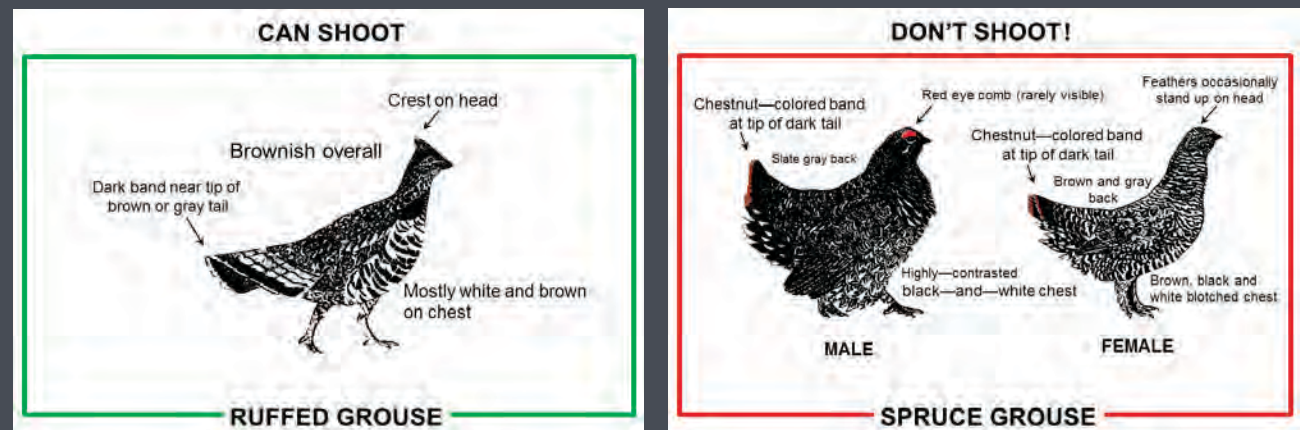 CAN SHOOT
Crest on head
Brownish overall
Dark band near tip of
brown or gray tail
Mostly white and brown
on chest
RUFFED GROUSE
DON'T SHOOT!
Chestnut—colored band
at tip of dark tail
Red eye comb (rarely visible)
Slate gray back
Highly—contrasted
black—and—white chest
MALE
Feathers occasionally
stand up on head
Chestnut—colored band
at tip of dark tail
Brown and gray
back
Brown, black and
white blotched chest
FEMALE
SPRUCE GROUSE